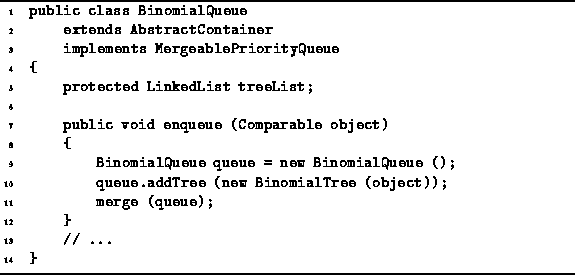 1 public class BinomialQueue
2     extends AbstractContainer
3     implements MergeablePriorityQueue
4 {
5     protected LinkedList treeList;
6
7     public void enqueue (Comparable object)
8     {
9         BinomialQueue queue = new BinomialQueue ();
10         queue.addTree (new BinomialTree (object));
11         merge (queue);
12     }
13     // ...
14 }